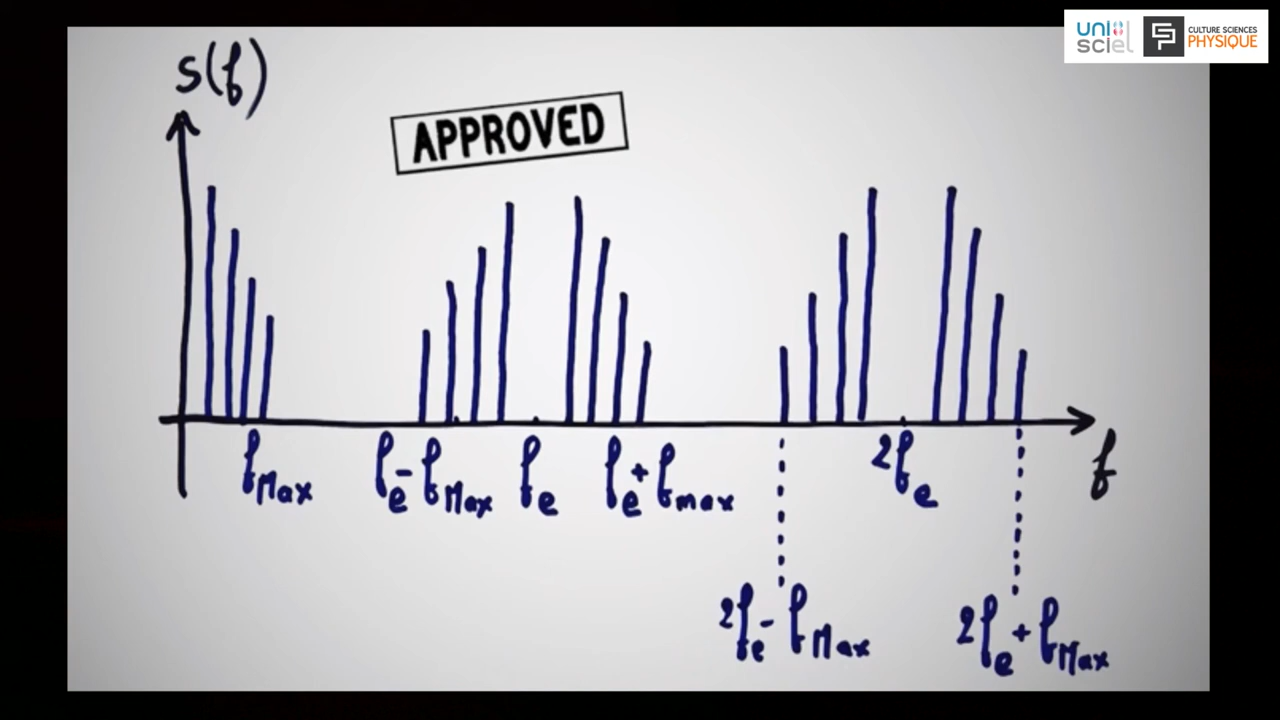 uni sciel
CULTURE SCIENCES
PHYSIQUE
S(f)
APPROVED
fMax
fe-fMax
fe
fe+fmax
2fe
f
2fe-fMax
2fe+fMax